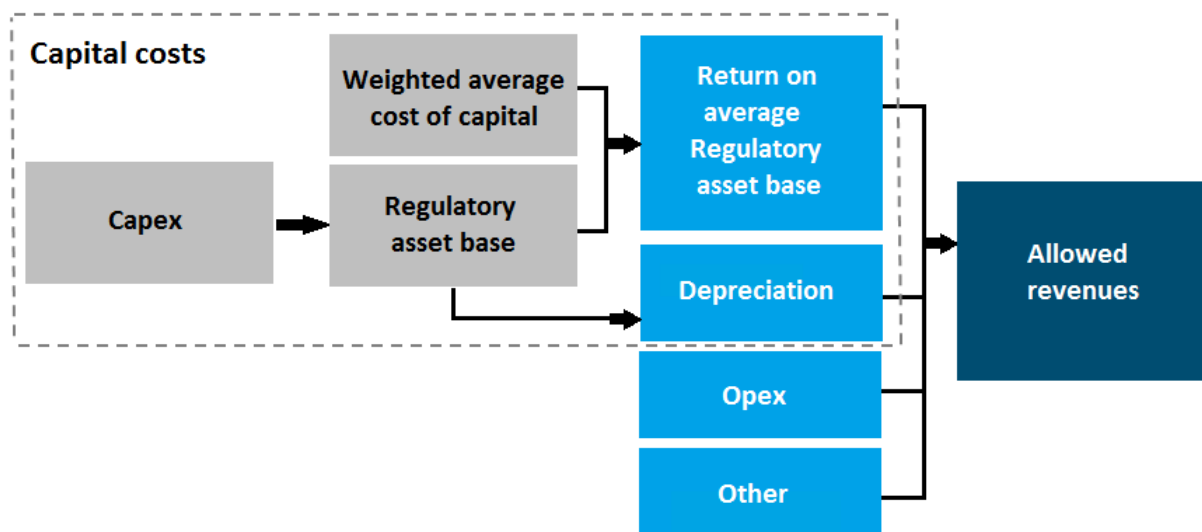 Capital costs
Weighted average
cost of capital
Return on
average
Regulatory
asset base
Capex
Regulatory
asset base
Depreciation
Allowed
revenues
Opex
Other